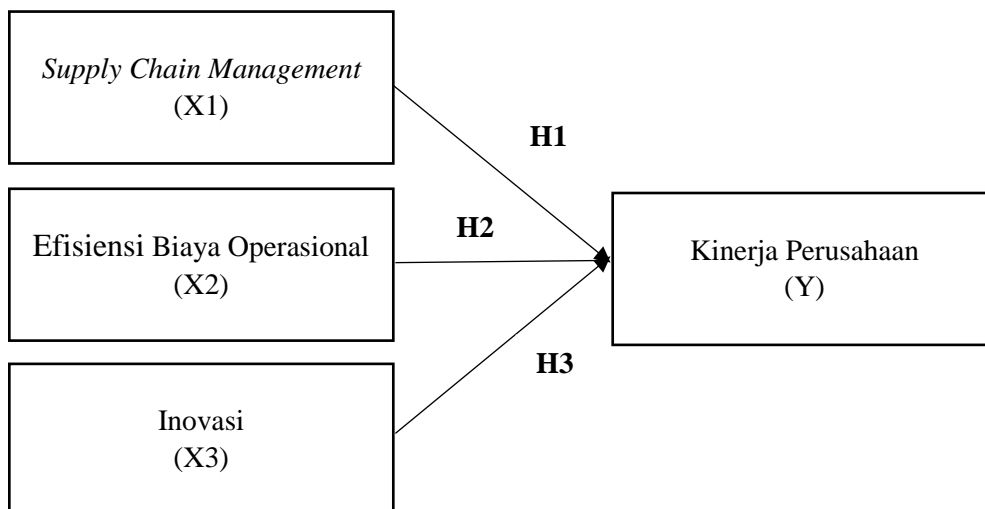 Supply Chain Management
(X1)
H1
Efisiensi Biaya Operasional
(X2)
H2
Kinerja Perusahaan
(Y)
H3
Inovasi
(X3)